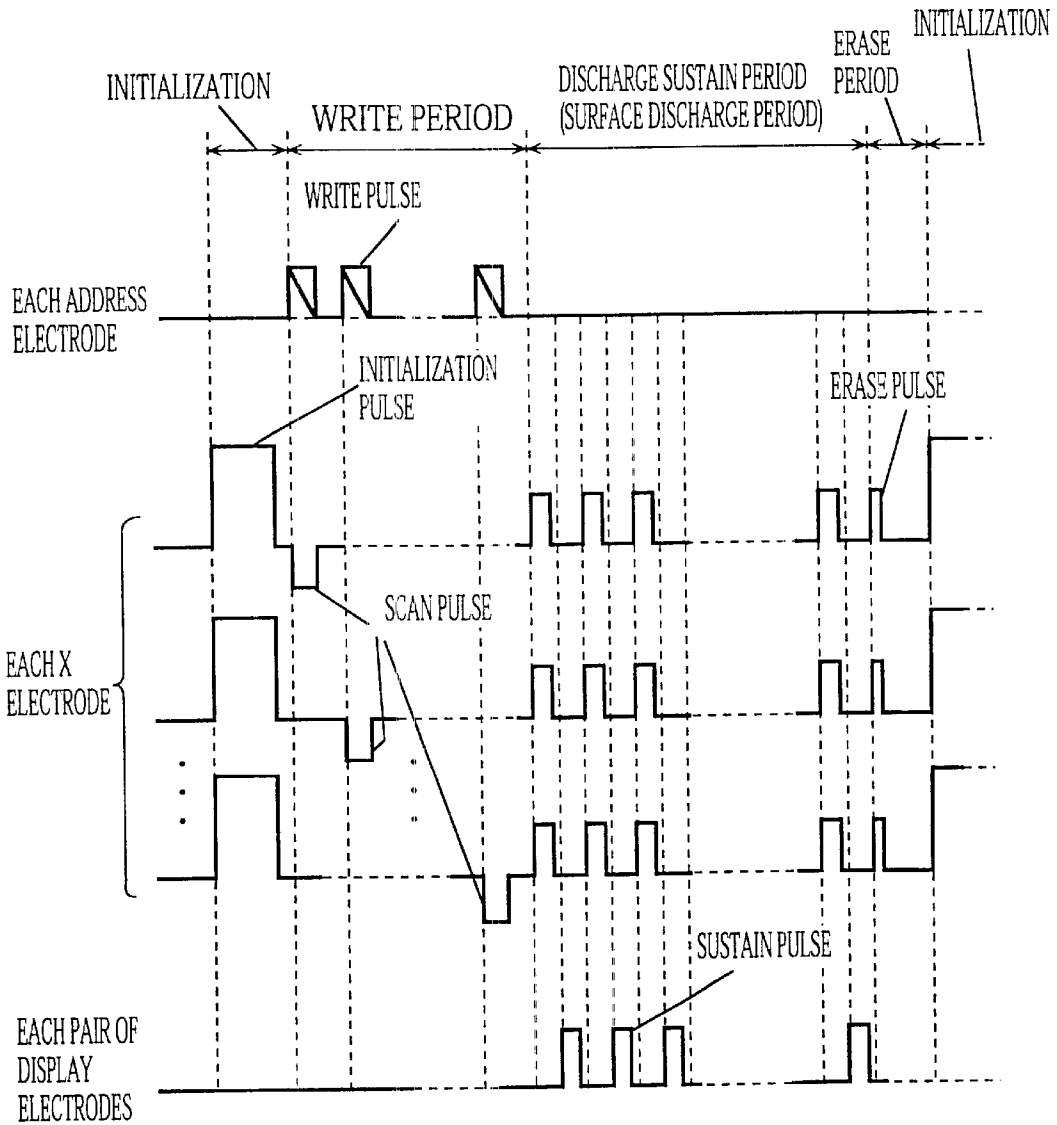 INITIALIZATION
ERASE
PERIOD
INITIALIZATION
WRITE PERIOD
DISCHARGE SUSTAIN PERIOD
(SURFACE DISCHARGE PERIOD)
WRITE PULSE
EACH ADDRESS
ELECTRODE
INITIALIZATION
PULSE
ERASE PULSE
SCAN PULSE
EACH X
ELECTRODE
SUSTAIN PULSE
EACH PAIR OF
DISPLAY
ELECTRODES